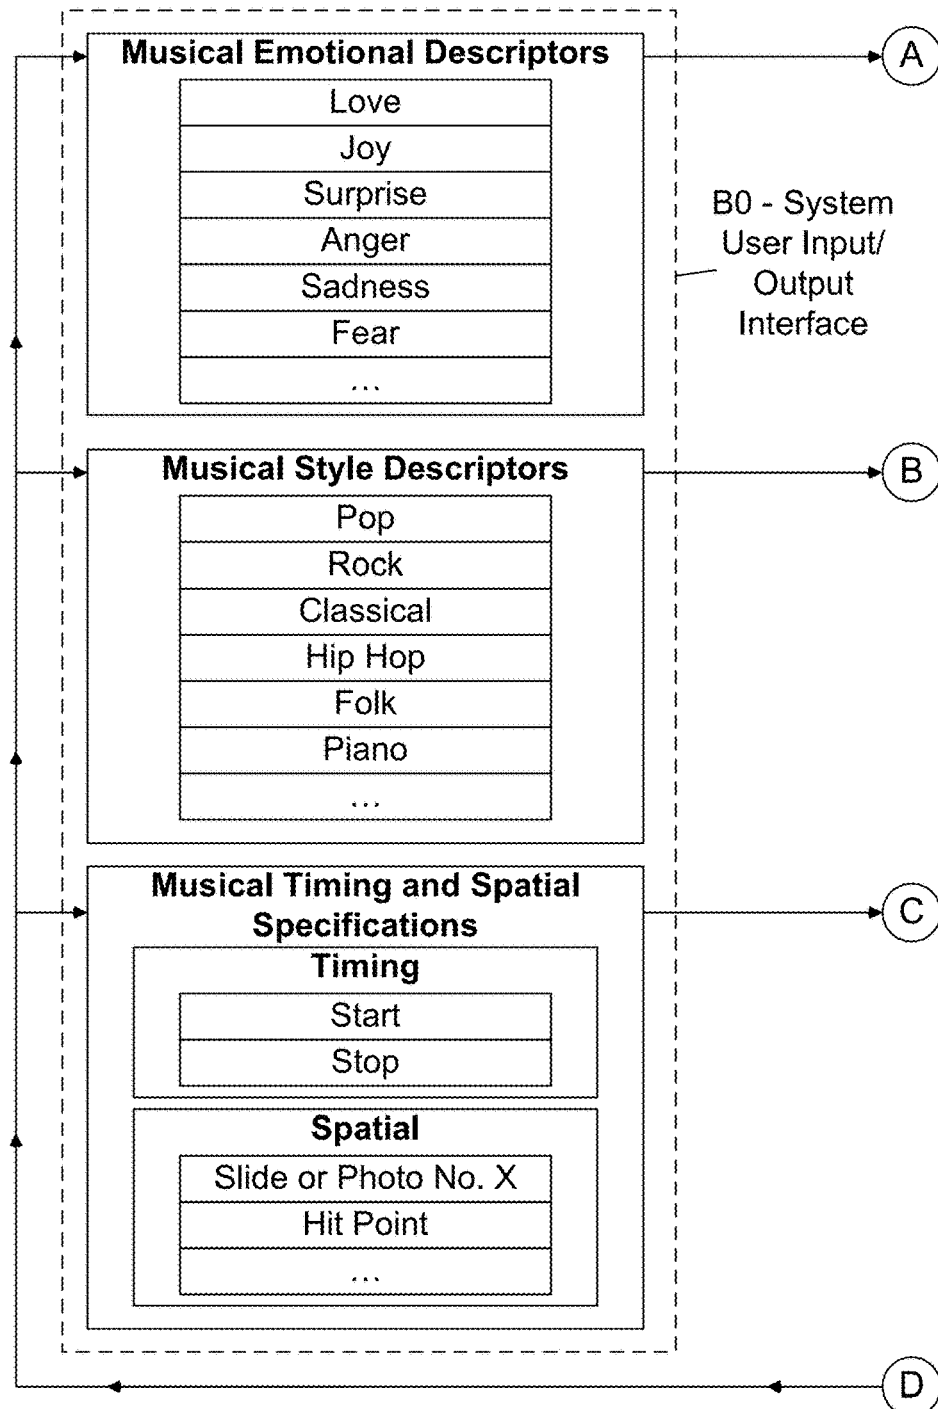 Musical Emotional Descriptors
Love
Joy
Surprise
Anger
Sadness
Fear
...
A
B0 - System
User Input/
Output
Interface
Musical Style Descriptors
Pop
Rock
Classical
Hip Hop
Folk
Piano
...
B
Musical Timing and Spatial
Specifications
Timing
Start
Stop
Spatial
Slide or Photo No. X
Hit Point
...
C
D